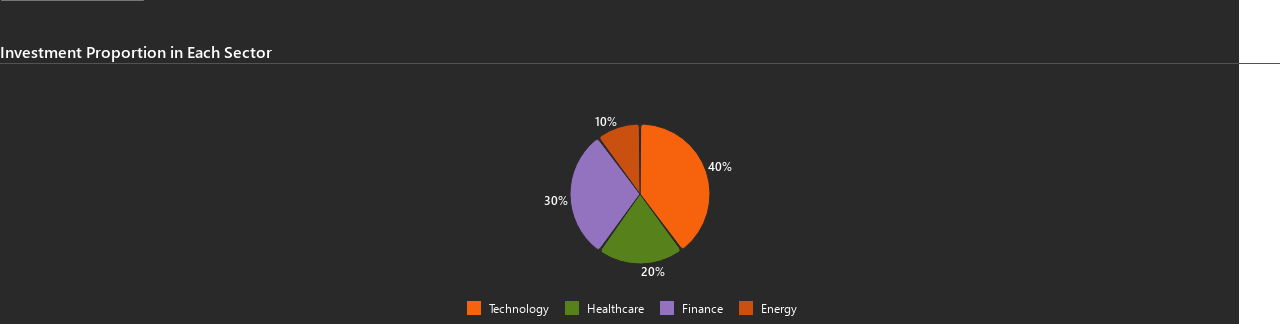 Investment Proportion in Each Sector
10%
40%
30%
20%
Technology Healthcare Finance Energy